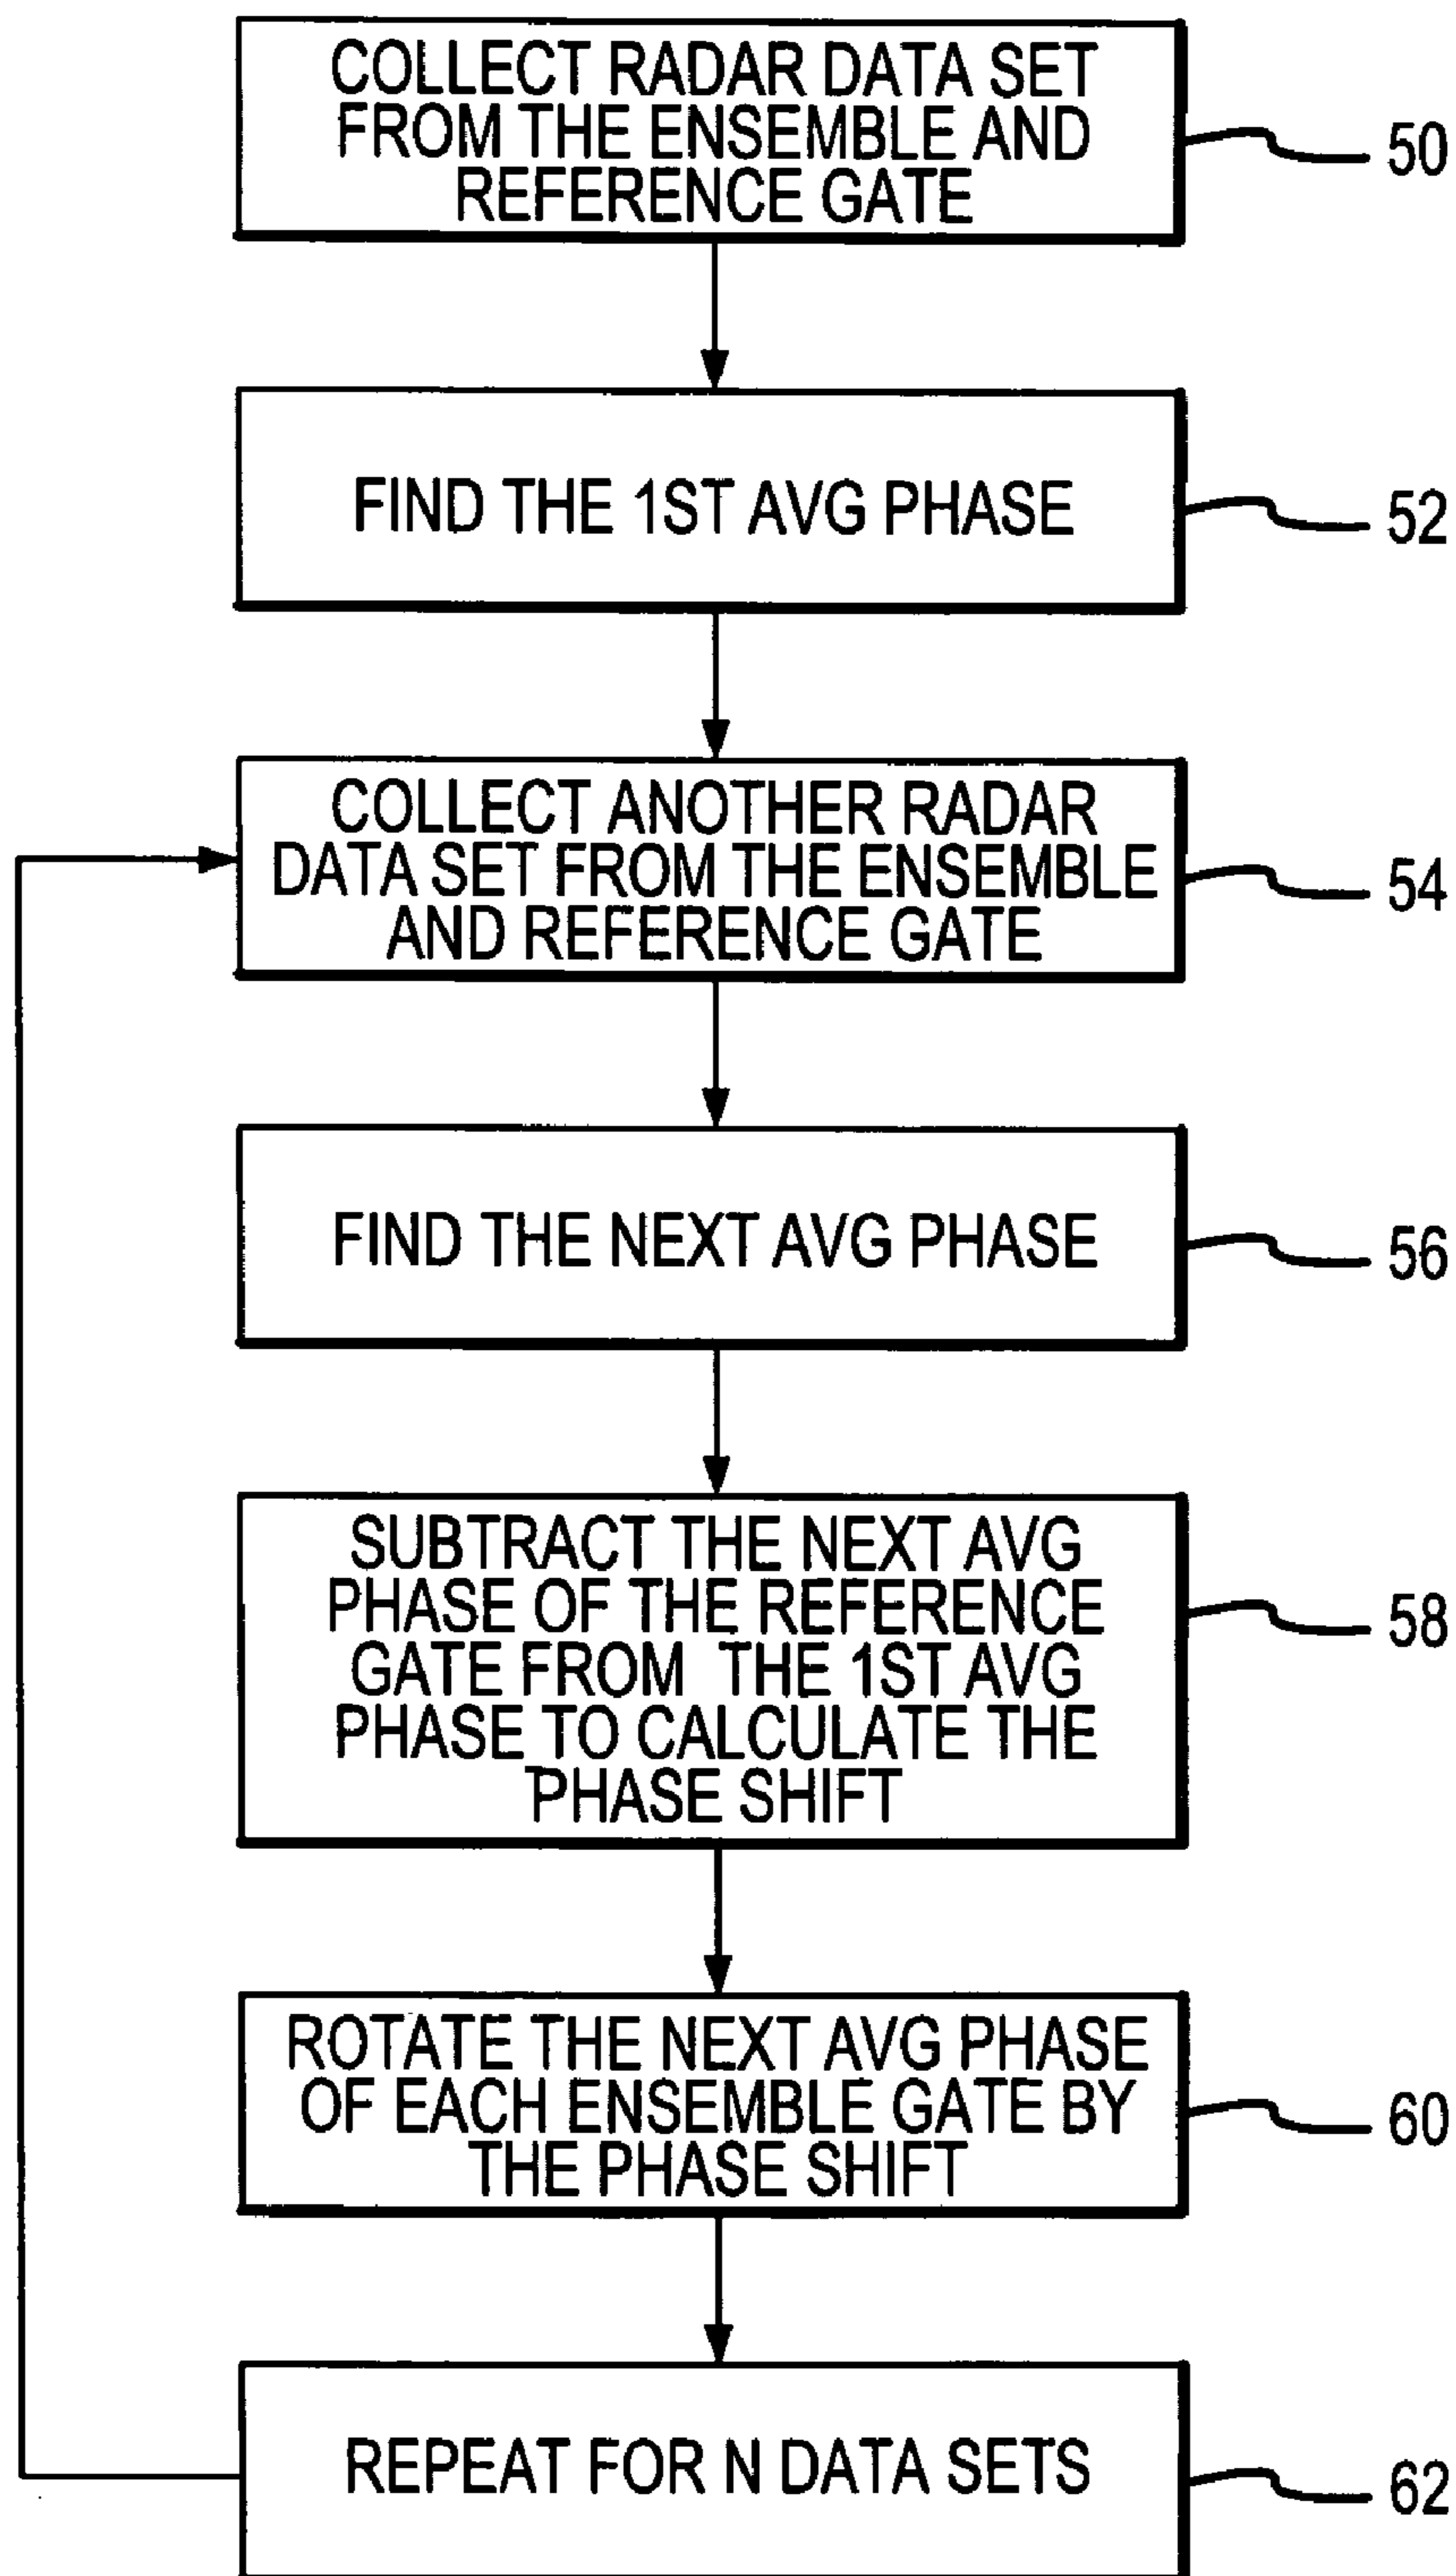 COLLECT RADAR DATA SET
FROM THE ENSEMBLE AND
REFERENCE GATE
50
FIND THE 1ST AVG PHASE
52
COLLECT ANOTHER RADAR
DATA SET FROM THE ENSEMBLE
AND REFERENCE GATE
54
FIND THE NEXT AVG PHASE
56
SUBTRACT THE NEXT AVG
PHASE OF THE REFERENCE
GATE FROM THE 1ST AVG
PHASE TO CALCULATE THE
PHASE SHIFT
58
ROTATE THE NEXT AVG PHASE
OF EACH ENSEMBLE GATE BY
THE PHASE SHIFT
60
REPEAT FOR N DATA SETS
62